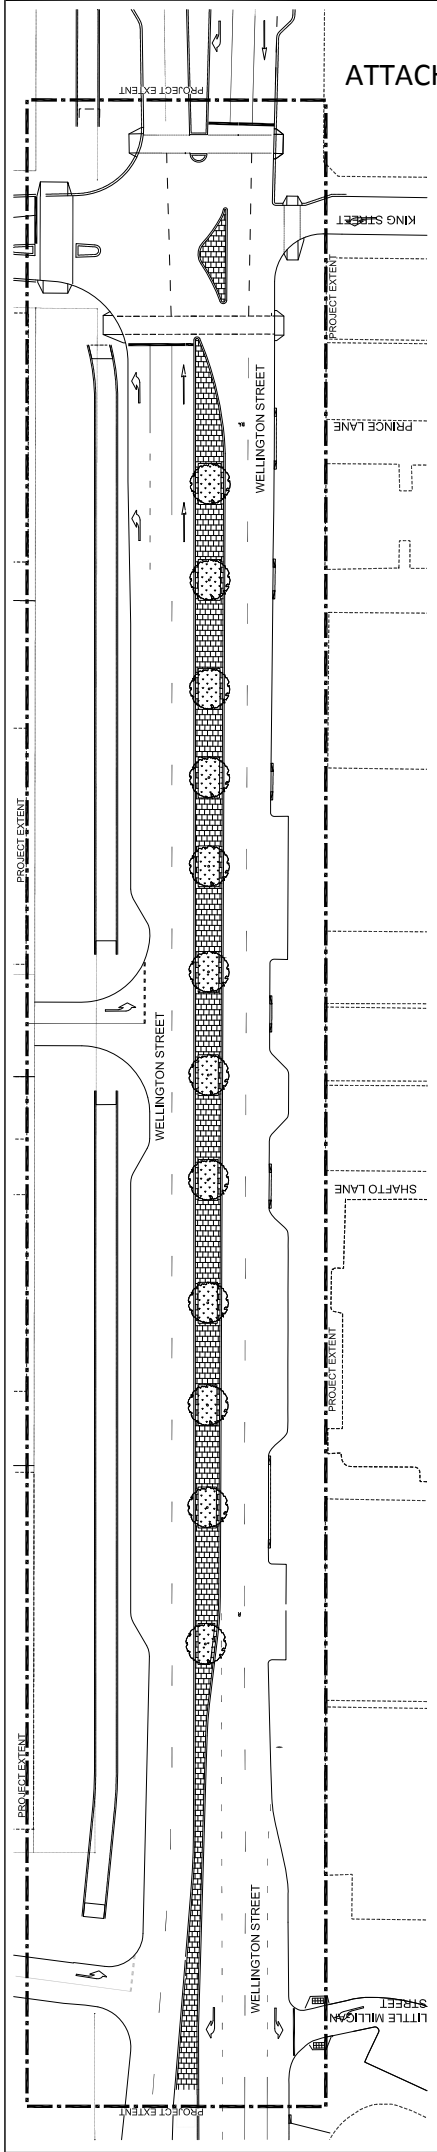 ATTACH
PROJECT EXTENT
KING STREET
PROJECT EXTENT
WELLINGTON STREET
PRINCE LANE
PROJECT EXTENT
WELLINGTON STREET
SHAFTO LANE
PROJECT EXTENT
PROJECT EXTENT
WELLINGTON STREET
LITTLE MILLIGAN
STREET
PROJECT EXTENT